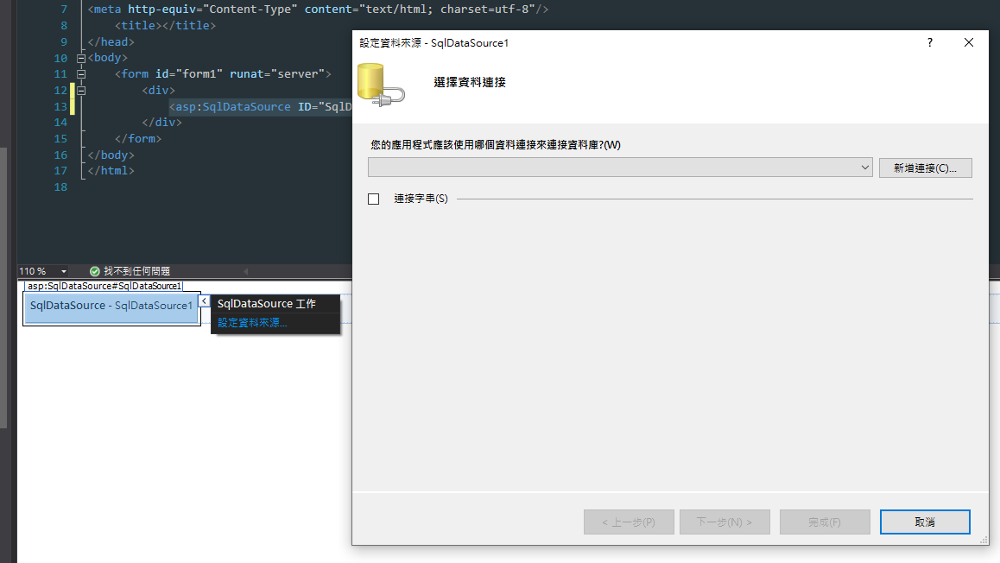 7 <meta http-equiv="Content-Type" content="text/html; charset=utf-8"/>
8 <title></title>
9 </head>
10 <body>
11 <form id="form1" runat="server">
12 <div>
13 <asp:SqlDataSource ID="SqlD
14 </div>
15 </form>
16 </body>
17 </html>
18
110 % 找不到任何問題
asp:SqlDataSource#SqlDataSource1
SqlDataSource - SqlDataSource1
SqlDataSource 工作
設定資料來源...
設定資料來源 - SqlDataSource1
選擇資料連接
您的應用程式應該使用哪個資料連接來連接資料庫?(W)
新增連接(C)...
連接字串(S)
< 上一步(P) 下一步(N) > 完成(F) 取消